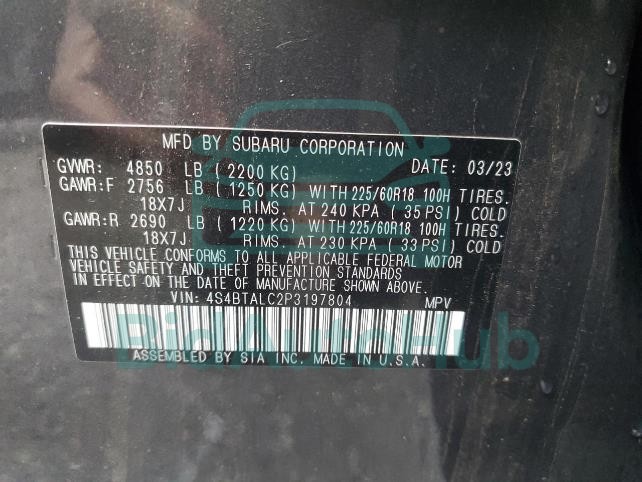 MFD BY SUBARU CORPORATION
GVWR: 4850 LB (2200 KG) DATE: 03/23
GAWR:F 2756 LB (1250 KG) WITH 225/60R18 100H TIRES.
18X7J RIMS. AT 240 KPA (35 PSI) COLD
GAWR:R 2690 LB (1220 KG) WITH 225/60R18 100H TIRES.
18X7J RIMS. AT 230 KPA (33 PSI) COLD
THIS VEHICLE CONFORMS TO ALL APPLICABLE FEDERAL MOTOR
VEHICLE SAFETY AND THEFT PREVENTION STANDARDS
IN EFFECT ON THE DATE OF MANUFACTURE SHOWN ABOVE.
VIN: 4S4BTALC2P3197804 MPV
ASSEMBLED BY SIA INC. MADE IN U.S.A.
BidAutoHub